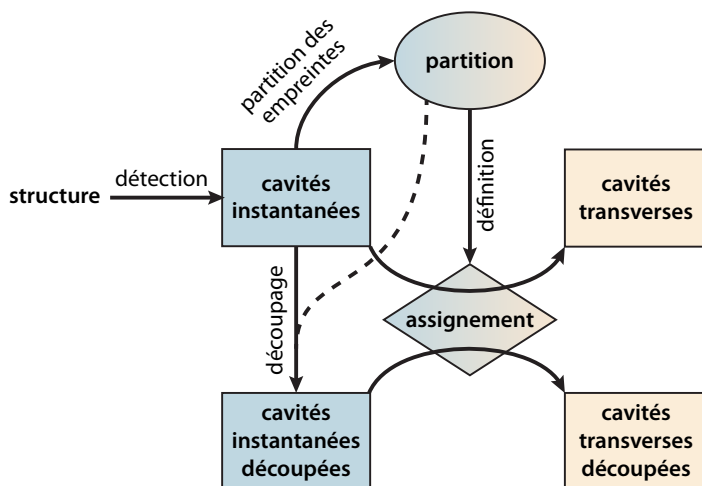 partition des
empreintes
partition
structure
détection
cavités
instantanées
définition
cavités
transverses
découpage
assignement
cavités
instantanées
découpées
cavités
transverses
découpées